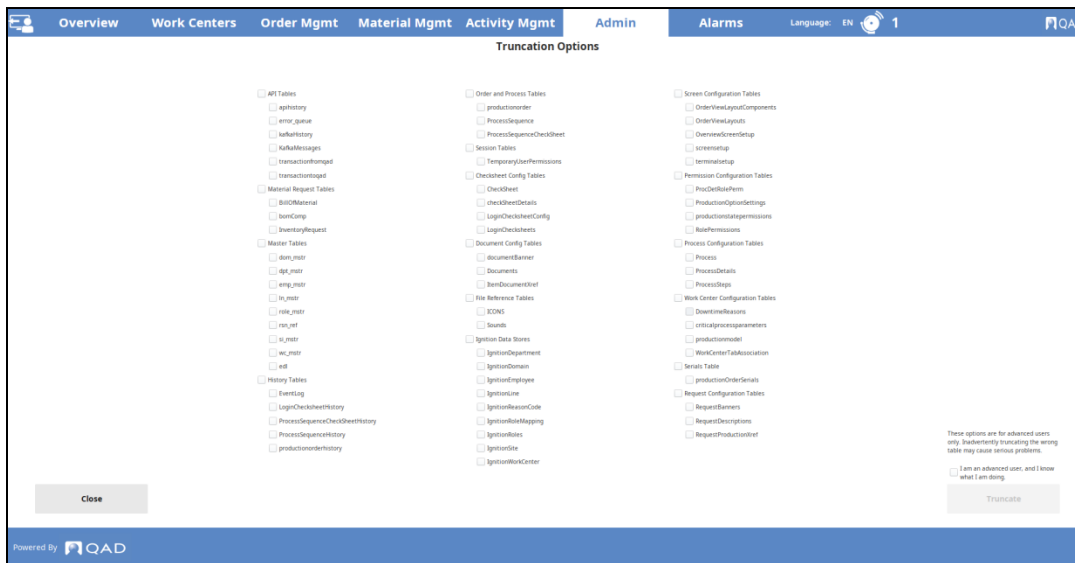 Overview Work Centers Order Mgmt Material Mgmt Activity Mgmt Admin Alarms Language: EN 1 QA
Truncation Options
API Tables
apihistory
error_queue
kafkaHistory
KafkaMessages
transactionfromqad
transactiontoqad
Material Request Tables
BillOfMaterial
bomComp
InventoryRequest
Master Tables
dom_mstr
dpt_mstr
emp_mstr
ln_mstr
role_mstr
rsn_ref
si_mstr
wc_mstr
edl
History Tables
EventLog
LoginChecksheetHistory
ProcessSequenceCheckSheetHistory
ProcessSequenceHistory
productionorderhistory
Order and Process Tables
productionorder
ProcessSequence
ProcessSequenceCheckSheet
Session Tables
TemporaryUserPermissions
Checksheet Config Tables
CheckSheet
checkSheetDetails
LoginChecksheetConfig
LoginChecksheets
Document Config Tables
documentBanner
Documents
ItemDocumentXref
File Reference Tables
ICONS
Sounds
Ignition Data Stores
IgnitionDepartment
IgnitionDomain
IgnitionEmployee
IgnitionLine
IgnitionReasonCode
IgnitionRoleMapping
IgnitionRoles
IgnitionSite
IgnitionWorkCenter
Screen Configuration Tables
OrderViewLayoutComponents
OrderViewLayouts
OverviewScreenSetup
screensetup
terminalsetup
Permission Configuration Tables
ProcDetRolePerm
ProductionOptionSettings
productionstatepermissions
RolePermissions
Process Configuration Tables
Process
ProcessDetails
ProcessSteps
Work Center Configuration Tables
DowntimeReasons
criticalprocessparameters
productionmodel
WorkCenterTabAssociation
Serials Table
productionOrderSerials
Request Configuration Tables
RequestBanners
RequestDescriptions
RequestProductionXref
These options are for advanced users
only. Inadvertently truncating the wrong
table may cause serious problems.
I am an advanced user, and I know
what I am doing.
Close
Truncate
Powered By QAD